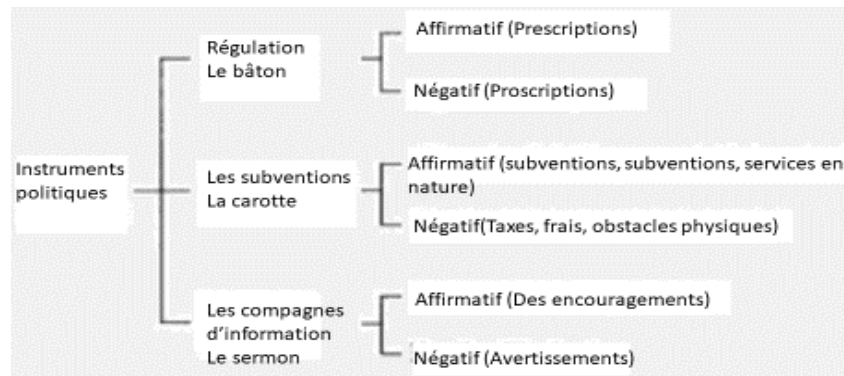 Instruments
politiques
Régulation
Le bâton
Affirmatif (Prescriptions)
Négatif (Proscriptions)
Les subventions
La carotte
Affirmatif (subventions, subventions, services en
nature)
Négatif(Taxes, frais, obstacles physiques)
Les compagnes
d'information
Le sermon
Affirmatif (Des encouragements)
Négatif (Avertissements)